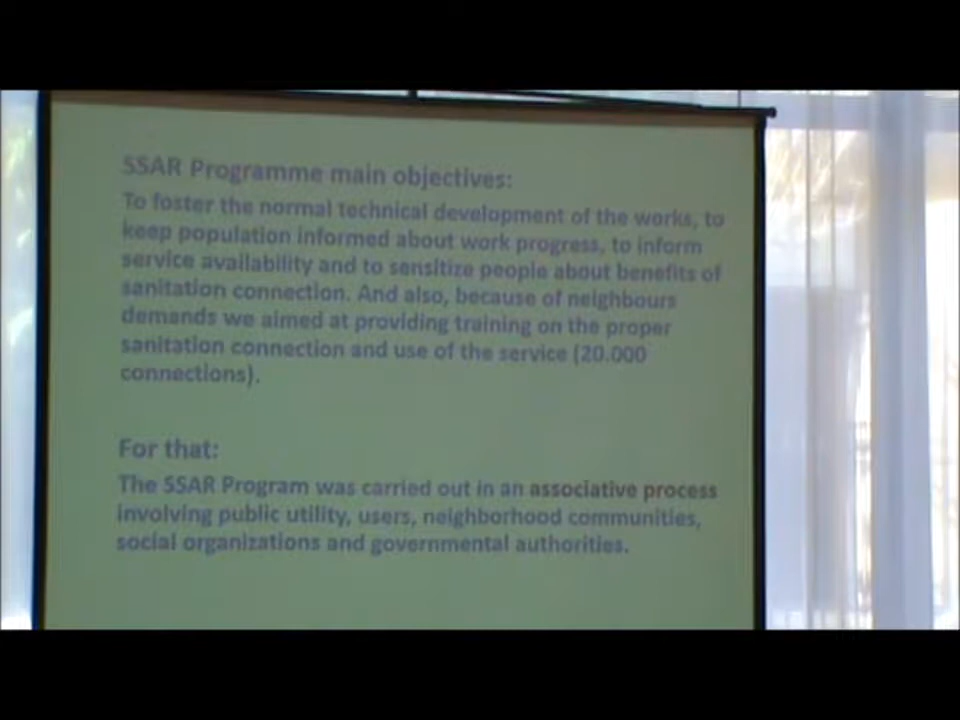 SSAR Programme main objectives:
To foster the normal technical development of the works, to
keep population informed about work progress, to inform
service availability and to sensitize people about benefits of
sanitation connection. And also, because of neighbours
demands we aimed at providing training on the proper
sanitation connection and use of the service (20.000
connections).
For that:
The SSAR Program was carried out in an associative process
involving public utility, users, neighborhood communities,
social organizations and governmental authorities.